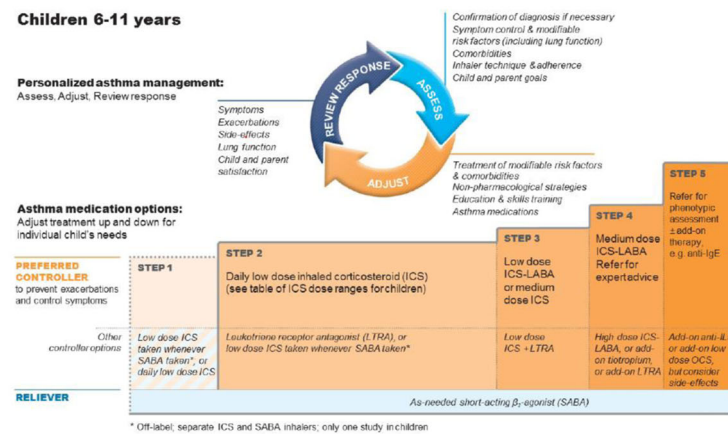 Children 6-11 years
Confirmation of diagnosis if necessary
Symptom control & modifiable
risk factors (including lung function)
Comorbidities
Inhaler technique & adherence
Child and parent goals
Personalized asthma management:
Assess, Adjust, Review response
REVIEW RESPONSE
ASSESS
ADJUST
Symptoms
Exacerbations
Side-effects
Lung function
Child and parent
satisfaction
Treatment of modifiable risk factors
& comorbidities
Non-pharmacological strategies
Education & skills training
Asthma medications
Asthma medication options:
Adjust treatment up and down for
individual child's needs
PREFERRED
CONTROLLER
to prevent exacerbations
and control symptoms
STEP 1
STEP 2
Daily low dose inhaled corticosteroid (ICS)
(see table of ICS dose ranges for children)
STEP 3
Low dose
ICS-LABA
or medium
dose ICS
STEP 4
Medium dose
ICS-LABA
Refer for
expert advice
STEP 5
Refer for
phenotypic
assessment
± add-on
therapy,
e.g. anti-IgE
Other
controller options
Low dose ICS
taken whenever
SABA taken*, or
daily low dose ICS
Leukotriene receptor antagonist (LTRA), or
low dose ICS taken whenever SABA taken*
Low dose
ICS +LTRA
High dose ICS-
LABA, or add-
on tiotropium,
or add-on LTRA
Add-on anti-IL
or add-on low
dose OCS,
but consider
side-effects
RELIEVER
As-needed short-acting β₂-agonist (SABA)
* Off-label; separate ICS and SABA inhalers; only one study in children